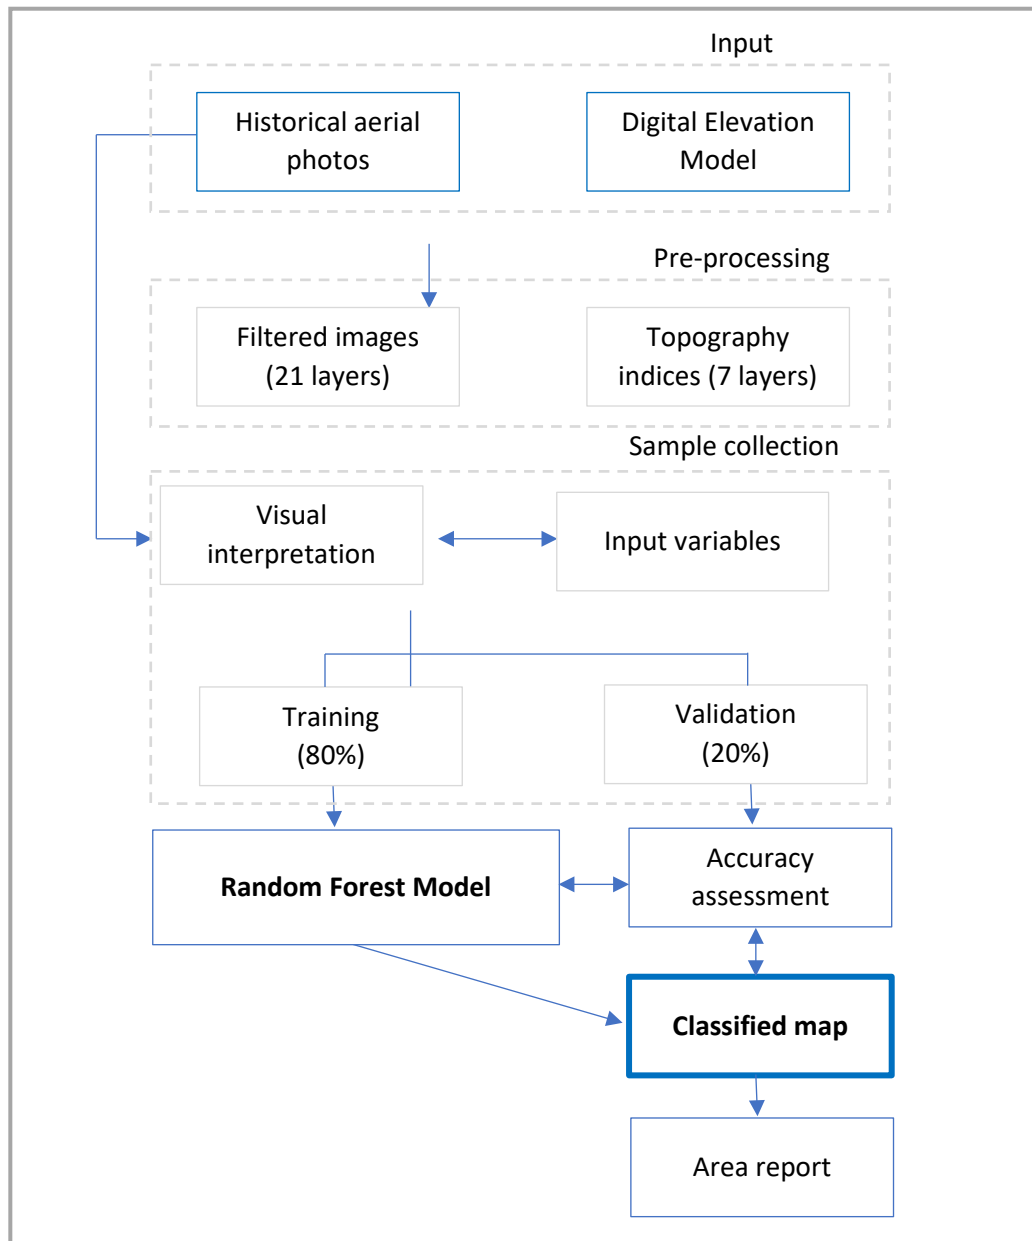 Input
Historical aerial
photos
Digital Elevation
Model
Pre-processing
Filtered images
(21 layers)
Topography
indices (7 layers)
Sample collection
Visual
interpretation
Input variables
Training
(80%)
Validation
(20%)
Random Forest Model
Accuracy
assessment
Classified map
Area report